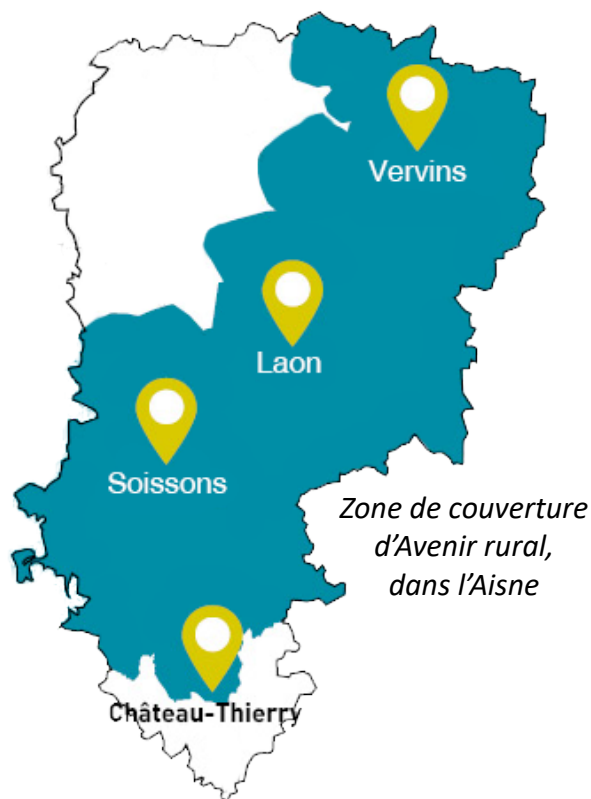 Vervins
Laon
Soissons
Zone de couverture
d’Avenir rural,
dans l’Aisne
Château-Thierry